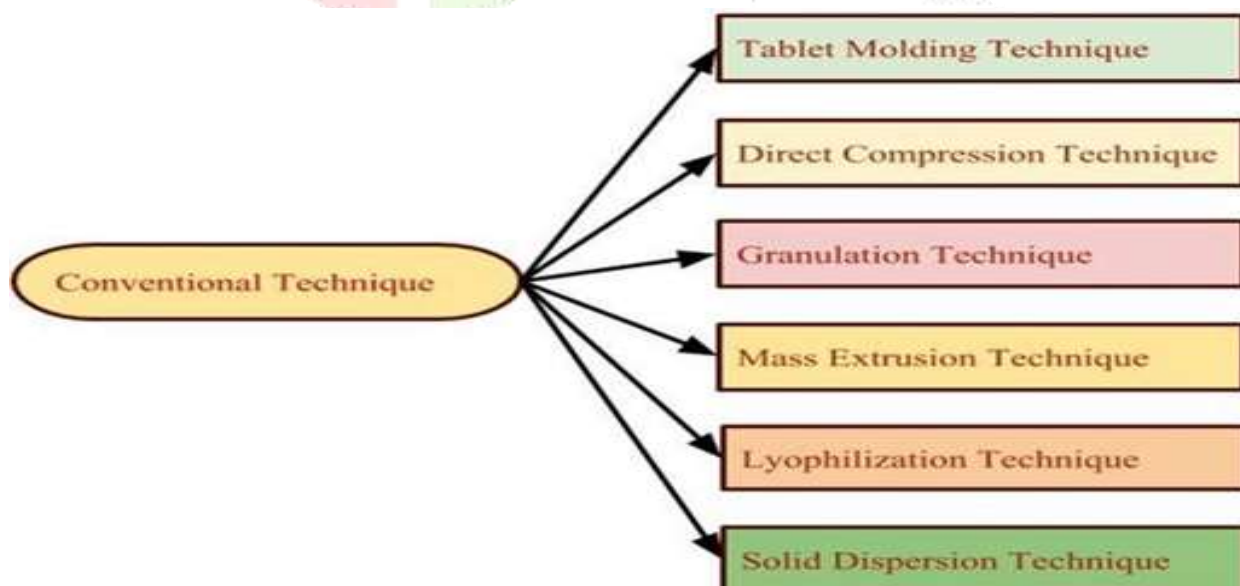 Tablet Molding Technique
Direct Compression Technique
Granulation Technique
Conventional Technique
Mass Extrusion Technique
Lyophilization Technique
Solid Dispersion Technique